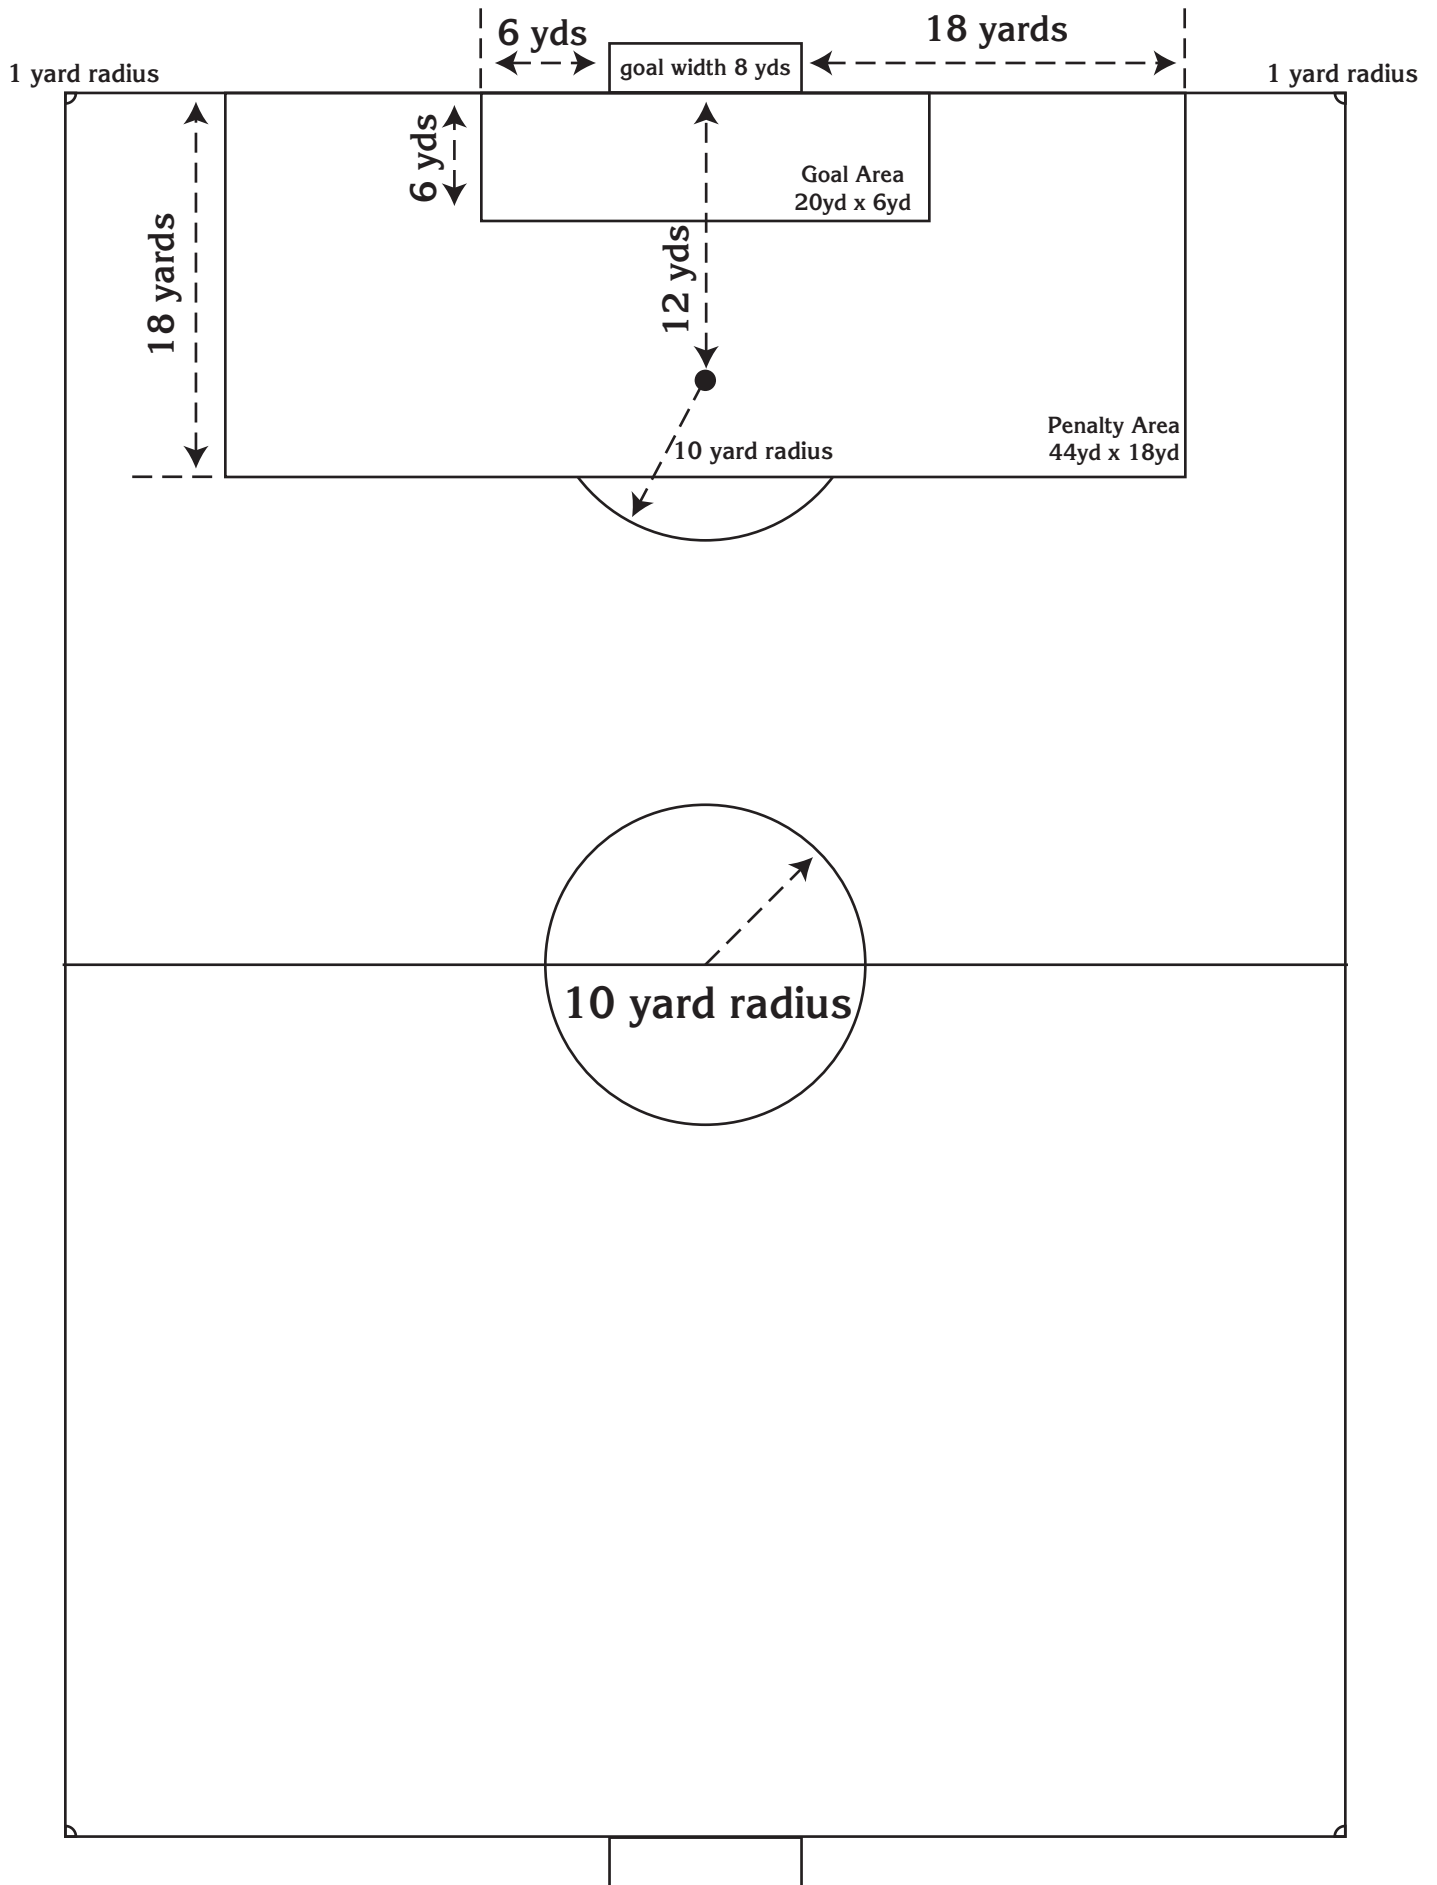 6 yds
goal width 8 yds
18 yards
1 yard radius
1 yard radius
6 yds
Goal Area
20yd x 6yd
18 yards
12 yds
Penalty Area
44yd x 18yd
10 yard radius
10 yard radius